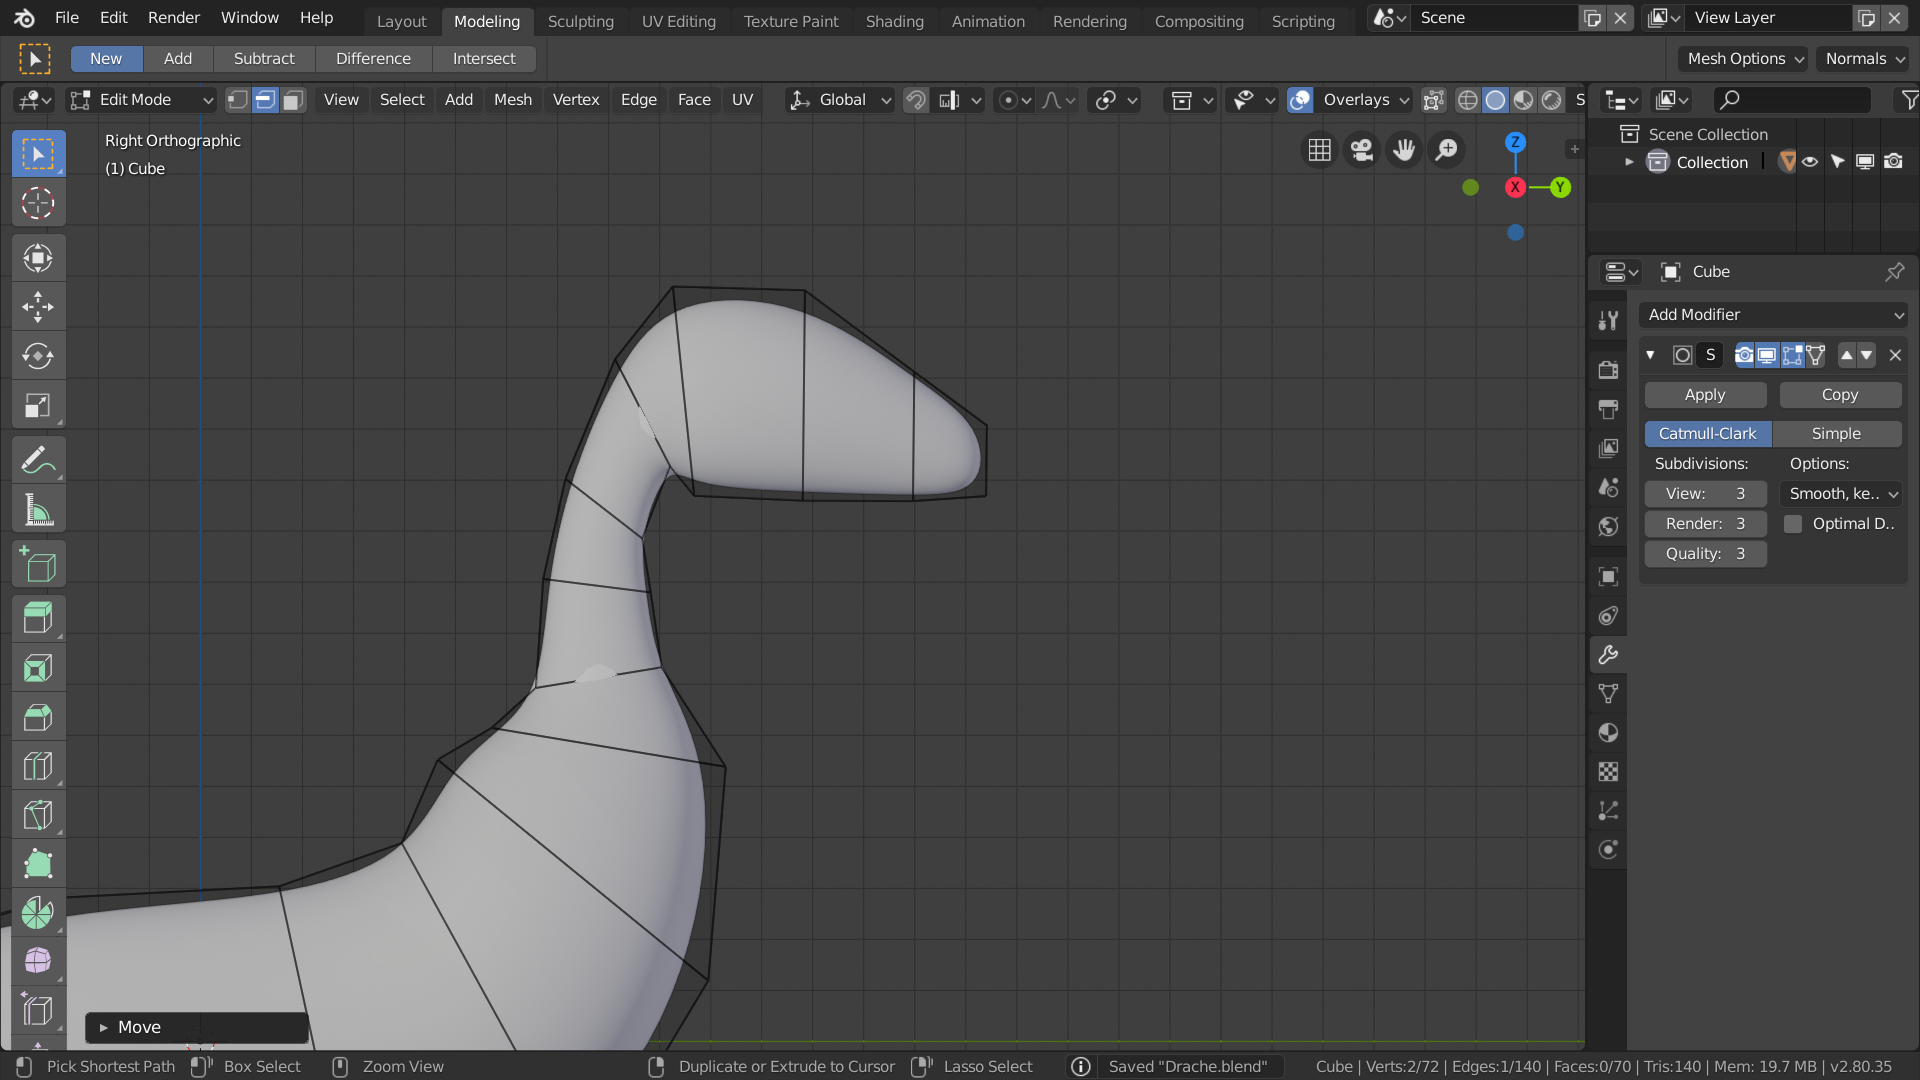 File Edit Render Window Help
Layout Modeling Sculpting UV Editing Texture Paint Shading Animation Rendering Compositing Scripting
Scene View Layer
New Add Subtract Difference Intersect
Mesh Options Normals
Edit Mode View Select Add Mesh Vertex Edge Face UV Global Overlays S
Right Orthographic
(1) Cube
Z
X Y
Scene Collection
Collection
Cube
Add Modifier
S
Apply Copy
Catmull-Clark Simple
Subdivisions: Options:
View: 3 Smooth, ke..
Render: 3 Optimal D..
Quality: 3
Move
Pick Shortest Path Box Select Zoom View Duplicate or Extrude to Cursor Lasso Select Saved "Drache.blend" Cube | Verts:2/72 | Edges:1/140 | Faces:0/70 | Tris:140 | Mem: 19.7 MB | v2.80.35